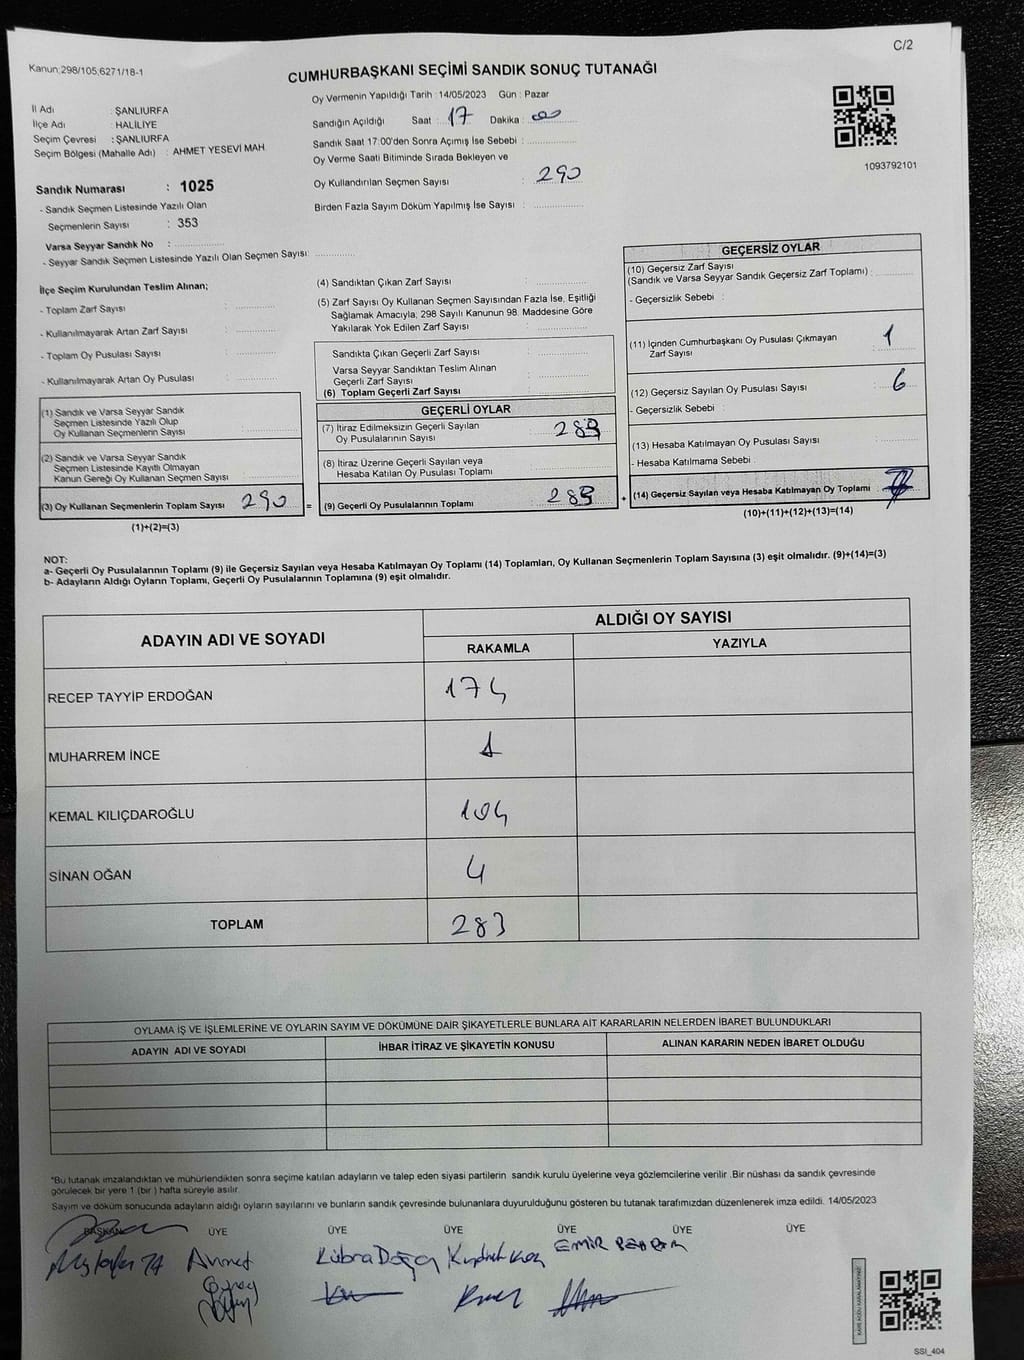 C/2
Kanun:298/105;6271/18-1
CUMHURBAŞKANI SEÇİMİ SANDIK SONUÇ TUTANAĞI
Oy Vermenin Yapıldığı Tarih : 14/05/2023 Gün : Pazar
İl Adı : ŞANLIURFA
İlçe Adı : HALİLİYE
Seçim Çevresi : ŞANLIURFA
Seçim Bölgesi (Mahalle Adı) : AHMET YESEVİ MAH
Sandığın Açıldığı Saat : 17 Dakika : 00
Sandık Saat 17:00'den Sonra Açımış İse Sebebi :
Oy Verme Saati Bitiminde Sırada Bekleyen ve
Oy Kullandırılan Seçmen Sayısı : 290
Birden Fazla Sayım Döküm Yapılmış İse Sayısı :
1093792101
Sandık Numarası : 1025
- Sandık Seçmen Listesinde Yazılı Olan
Seçmenlerin Sayısı : 353
Varsa Seyyar Sandık No :
- Seyyar Sandık Seçmen Listesinde Yazılı Olan Seçmen Sayısı:
İlçe Seçim Kurulundan Teslim Alınan;
- Toplam Zarf Sayısı :
- Kullanılmayarak Artan Zarf Sayısı :
- Toplam Oy Pusulası Sayısı :
- Kullanılmayarak Artan Oy Pusulası :
(1) Sandık ve Varsa Seyyar Sandık
Seçmen Listesinde Yazılı Olup
Oy Kullanan Seçmenlerin Sayısı :
(2) Sandık ve Varsa Seyyar Sandık
Seçmen Listesinde Kayıtlı Olmayan
Kanun Gereği Oy Kullanan Seçmen Sayısı :
(3) Oy Kullanan Seçmenlerin Toplam Sayısı : 290
(1)+(2)=(3)
(4) Sandıktan Çıkan Zarf Sayısı :
(5) Zarf Sayısı Oy Kullanan Seçmen Sayısından Fazla İse, Eşitliği
Sağlamak Amacıyla, 298 Sayılı Kanunun 98. Maddesine Göre
Yakılarak Yok Edilen Zarf Sayısı :
Sandıkta Çıkan Geçerli Zarf Sayısı :
Varsa Seyyar Sandıktan Teslim Alınan
Geçerli Zarf Sayısı :
(6) Toplam Geçerli Zarf Sayısı :
GEÇERLİ OYLAR
(7) İtiraz Edilmeksizin Geçerli Sayılan
Oy Pusulalarının Sayısı : 283
(8) İtiraz Üzerine Geçerli Sayılan veya
Hesaba Katılan Oy Pusulası Toplamı :
= (9) Geçerli Oy Pusulalarının Toplamı : 283
GEÇERSİZ OYLAR
(10) Geçersiz Zarf Sayısı
(Sandık ve Varsa Seyyar Sandık Geçersiz Zarf Toplamı) :
- Geçersizlik Sebebi :
(11) İçinden Cumhurbaşkanı Oy Pusulası Çıkmayan
Zarf Sayısı : 1
(12) Geçersiz Sayılan Oy Pusulası Sayısı : 6
- Geçersizlik Sebebi :
(13) Hesaba Katılmayan Oy Pusulası Sayısı :
- Hesaba Katılmama Sebebi :
+ (14) Geçersiz Sayılan veya Hesaba Katılmayan Oy Toplamı : 7
(10)+(11)+(12)+(13)=(14)
NOT:
a- Geçerli Oy Pusulalarının Toplamı (9) ile Geçersiz Sayılan veya Hesaba Katılmayan Oy Toplamı (14) Toplamları, Oy Kullanan Seçmenlerin Toplam Sayısına (3) eşit olmalıdır. (9)+(14)=(3)
b- Adayların Aldığı Oyların Toplamı, Geçerli Oy Pusulalarının Toplamına (9) eşit olmalıdır.
ADAYIN ADI VE SOYADI ALDIĞI OY SAYISI
RAKAMLA YAZIYLA
RECEP TAYYİP ERDOĞAN 174
MUHARREM İNCE 1
KEMAL KILIÇDAROĞLU 104
SİNAN OĞAN 4
TOPLAM 283
OYLAMA İŞ VE İŞLEMLERİNE VE OYLARIN SAYIM VE DÖKÜMÜNE DAİR ŞİKAYETLERLE BUNLARA AİT KARARLARIN NELERDEN İBARET BULUNDUKLARI
ADAYIN ADI VE SOYADI İHBAR İTİRAZ VE ŞİKAYETİN KONUSU ALINAN KARARIN NEDEN İBARET OLDUĞU
*Bu tutanak imzalandıktan ve mühürlendikten sonra seçime katılan adayların ve talep eden siyasi partilerin sandık kurulu üyelerine veya gözlemcilerine verilir .Bir nüshası da sandık çevresinde
görülecek bir yere 1 (bir ) hafta süreyle asılır.
Sayım ve döküm sonucunda adayların aldığı oyların sayılarını ve bunların sandık çevresinde bulunanlara duyurulduğunu gösteren bu tutanak tarafımızdan düzenlenerek imza edildi. 14/05/2023
BAŞKAN ÜYE ÜYE ÜYE ÜYE ÜYE ÜYE
Ahmet Kübra Doğan EMİR
SSI_404